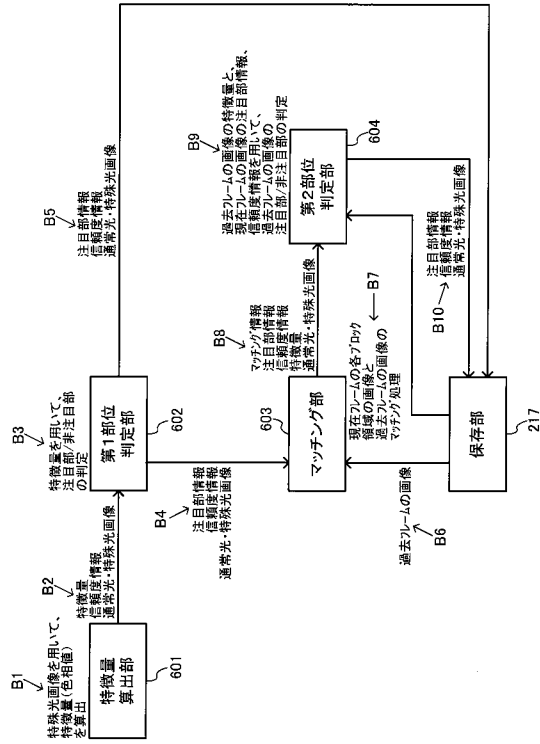 B1
特殊光画像を用いて、
特徴量(色相値)
を算出
特徴量
算出部
601
B2
特徴量
信頼度情報
通常光・特殊光画像
B3
特徴量を用いて、
注目部/非注目部
の判定
第1部位
判定部
602
B4
注目部情報
信頼度情報
通常光・特殊光画像
B5
注目部情報
信頼度情報
通常光・特殊光画像
マッチング部
603
B6
過去フレームの画像
B7
現在フレームの各ブロック
領域の画像と
過去フレームの画像の
マッチング処理
B8
マッチング情報
注目部情報
信頼度情報
特徴量
通常光・特殊光画像
B9
過去フレームの画像の特徴量と、
現在フレームの画像の注目部情報、
信頼度情報を用いて、
過去フレームの画像の
注目部/非注目部の判定
第2部位
判定部
604
B10
注目部情報
信頼度情報
通常光・特殊光画像
保存部
217